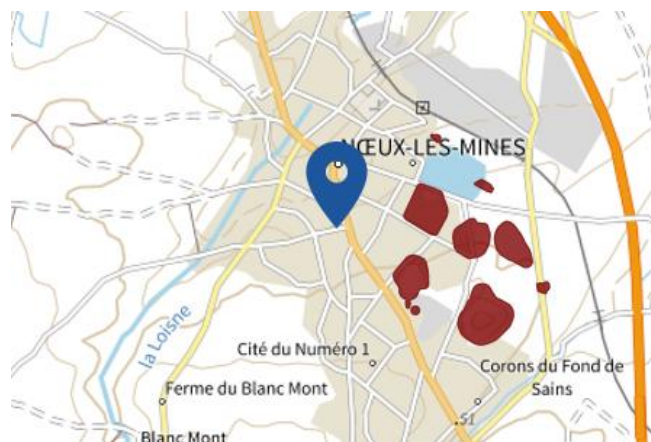 NŒUX-LES-MINES
la Loisne
Cité du Numéro 1
Corons du Fond de
Sains
Ferme du Blanc Mont
.51
Blanc Mont